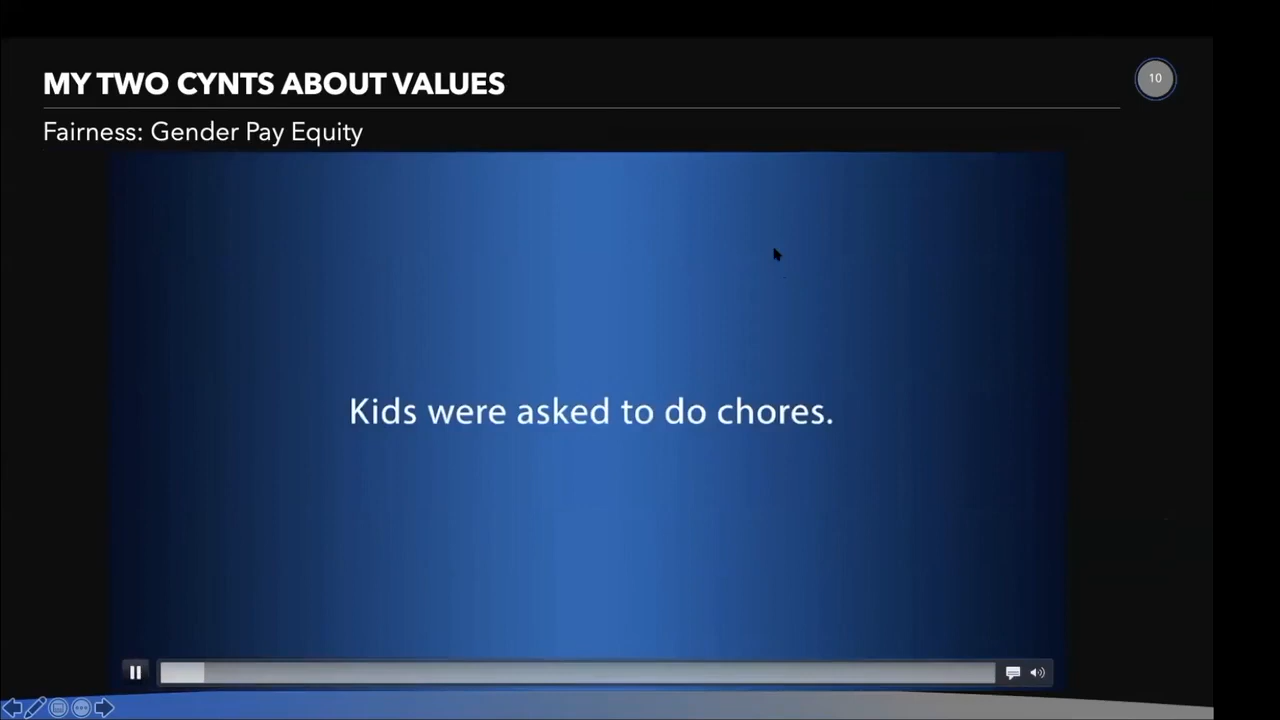 MY TWO CYNTS ABOUT VALUES
10
Fairness: Gender Pay Equity
Kids were asked to do chores.